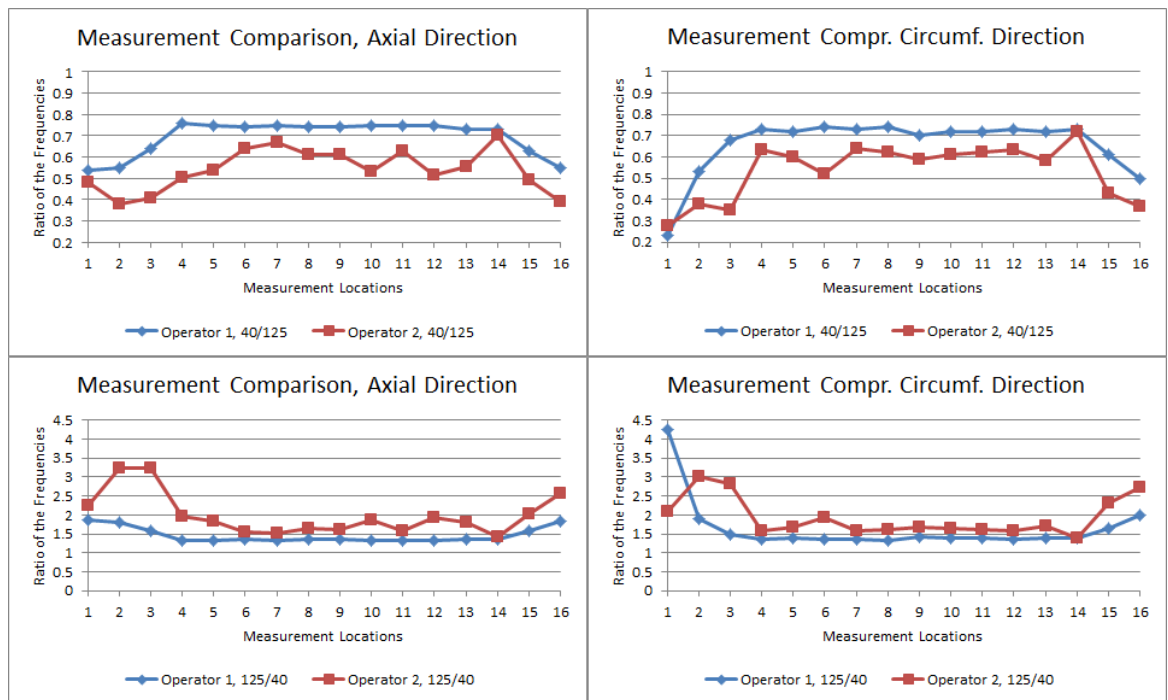 Measurement Comparison, Axial Direction
Ratio of the Frequencies
1
0.9
0.8
0.7
0.6
0.5
0.4
0.3
0.2
1 2 3 4 5 6 7 8 9 10 11 12 13 14 15 16
Measurement Locations
Operator 1, 40/125 Operator 2, 40/125
Measurement Compr. Circumf. Direction
Ratio of the Frequencies
1
0.9
0.8
0.7
0.6
0.5
0.4
0.3
0.2
1 2 3 4 5 6 7 8 9 10 11 12 13 14 15 16
Measurement Locations
Operator 1, 40/125 Operator 2, 40/125
Measurement Comparison, Axial Direction
Ratio of the Frequencies
4.5
4
3.5
3
2.5
2
1.5
1
0.5
0
1 2 3 4 5 6 7 8 9 10 11 12 13 14 15 16
Measurement Locations
Operator 1, 125/40 Operator 2, 125/40
Measurement Compr. Circumf. Direction
Ratio of the Frequencies
4.5
4
3.5
3
2.5
2
1.5
1
0.5
0
1 2 3 4 5 6 7 8 9 10 11 12 13 14 15 16
Measurement Locations
Operator 1, 125/40 Operator 2, 125/40